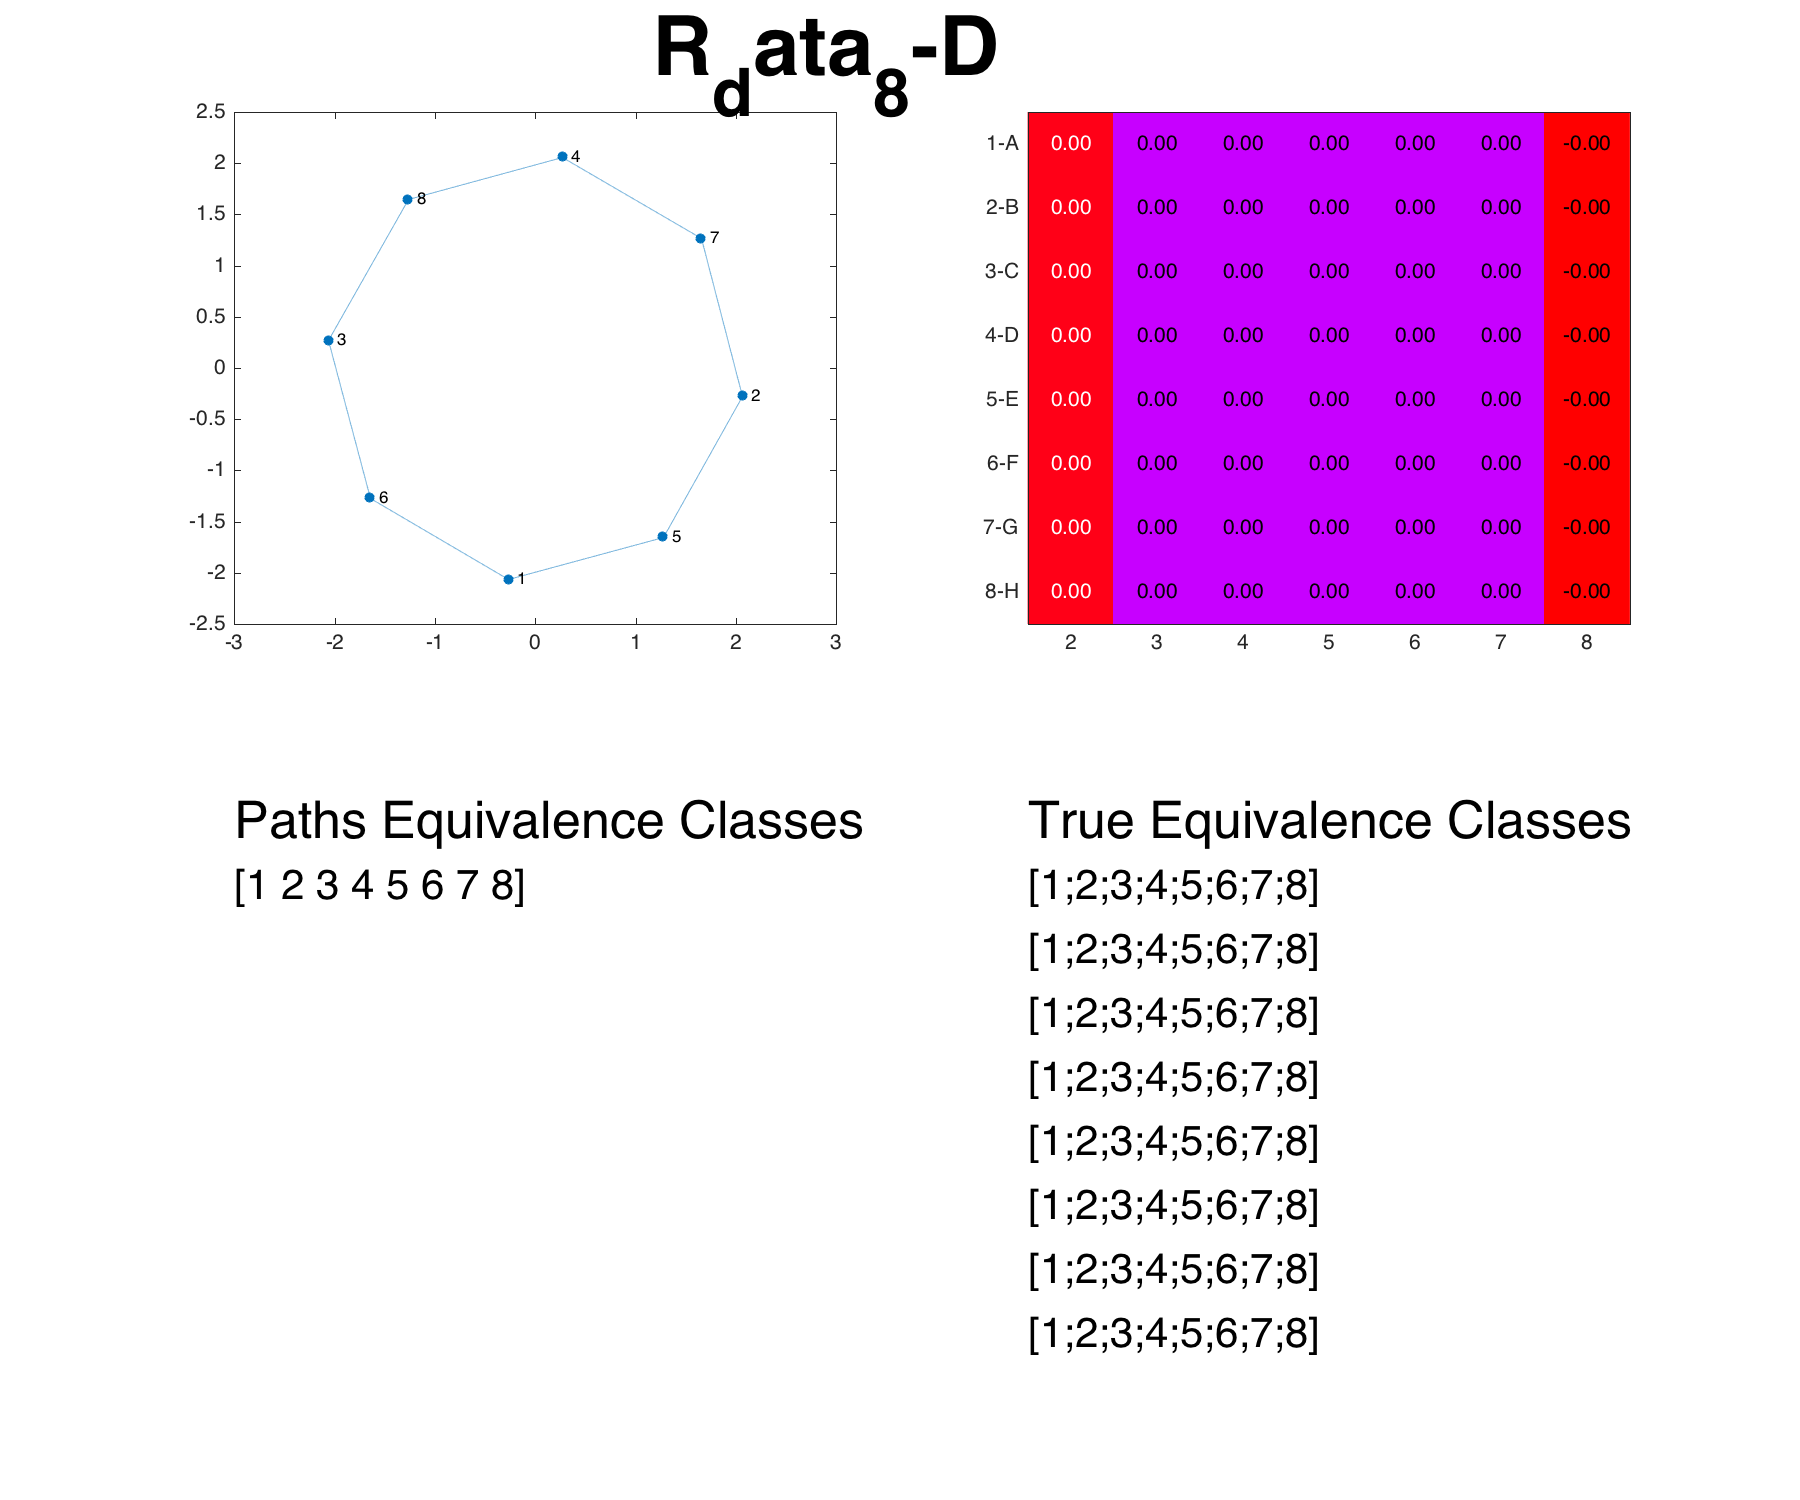 Rdata8-D
2.5
2
1.5
1
0.5
0
-0.5
-1
-1.5
-2
-2.5
-3 -2 -1 0 1 2 3
4
8
7
3
2
6
5
1
1-A 0.00 0.00 0.00 0.00 0.00 0.00 -0.00
2-B 0.00 0.00 0.00 0.00 0.00 0.00 -0.00
3-C 0.00 0.00 0.00 0.00 0.00 0.00 -0.00
4-D 0.00 0.00 0.00 0.00 0.00 0.00 -0.00
5-E 0.00 0.00 0.00 0.00 0.00 0.00 -0.00
6-F 0.00 0.00 0.00 0.00 0.00 0.00 -0.00
7-G 0.00 0.00 0.00 0.00 0.00 0.00 -0.00
8-H 0.00 0.00 0.00 0.00 0.00 0.00 -0.00
2 3 4 5 6 7 8
Paths Equivalence Classes
[1 2 3 4 5 6 7 8]
True Equivalence Classes
[1;2;3;4;5;6;7;8]
[1;2;3;4;5;6;7;8]
[1;2;3;4;5;6;7;8]
[1;2;3;4;5;6;7;8]
[1;2;3;4;5;6;7;8]
[1;2;3;4;5;6;7;8]
[1;2;3;4;5;6;7;8]
[1;2;3;4;5;6;7;8]